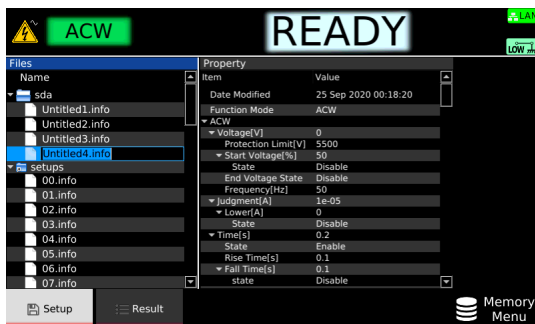 LAN
ACW
READY
LOW
Files
Property
Name
Item Value
sda
Date Modified 25 Sep 2020 00:18:20
Untitled1.info
Function Mode ACW
Untitled2.info
ACW
Untitled3.info
Voltage[V] 0
Untitled4.info
Protection Limit[V] 5500
setups
Start Voltage[%] 50
00.info
State Disable
01.info
End Voltage State Disable
02.info
Frequency[Hz] 50
03.info
Judgment[A] 1e-05
04.info
Lower[A] 0
05.info
State Disable
06.info
Time[s] 0.2
07.info
State Enable
Rise Time[s] 0.1
Fall Time[s] 0.1
state Disable
Setup
Result
Memory
Menu